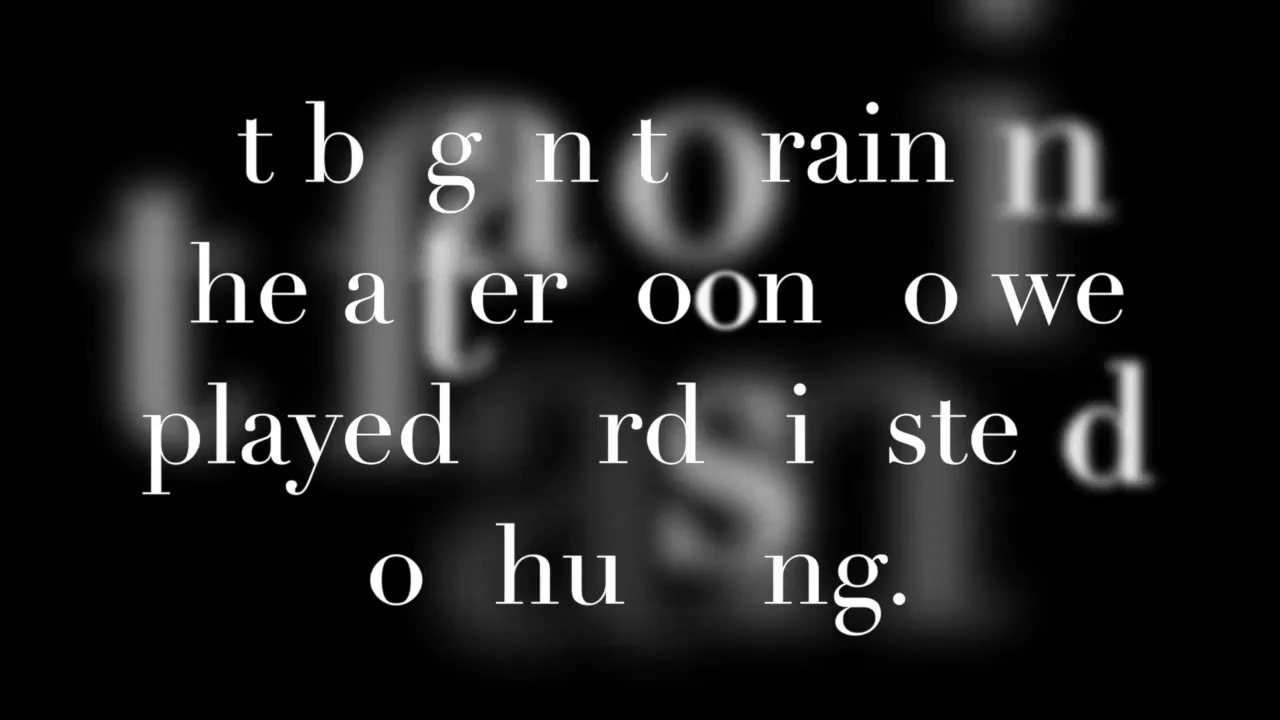 t b g n t rain n
he a t er oon o we
played rd i ste d
o hu ng.